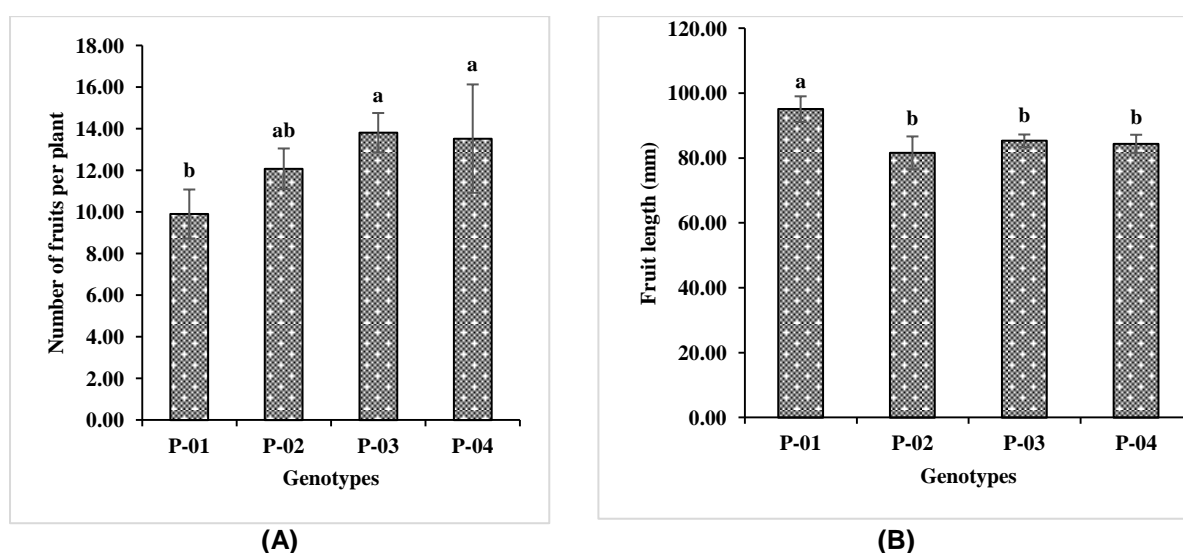 18.00
16.00
14.00
12.00
10.00
8.00
6.00
4.00
2.00
0.00
Number of fruits per plant
b
ab
a
a
P-01 P-02 P-03 P-04
Genotypes
(A)
120.00
100.00
80.00
60.00
40.00
20.00
0.00
Fruit length (mm)
a
b
b
b
P-01 P-02 P-03 P-04
Genotypes
(B)